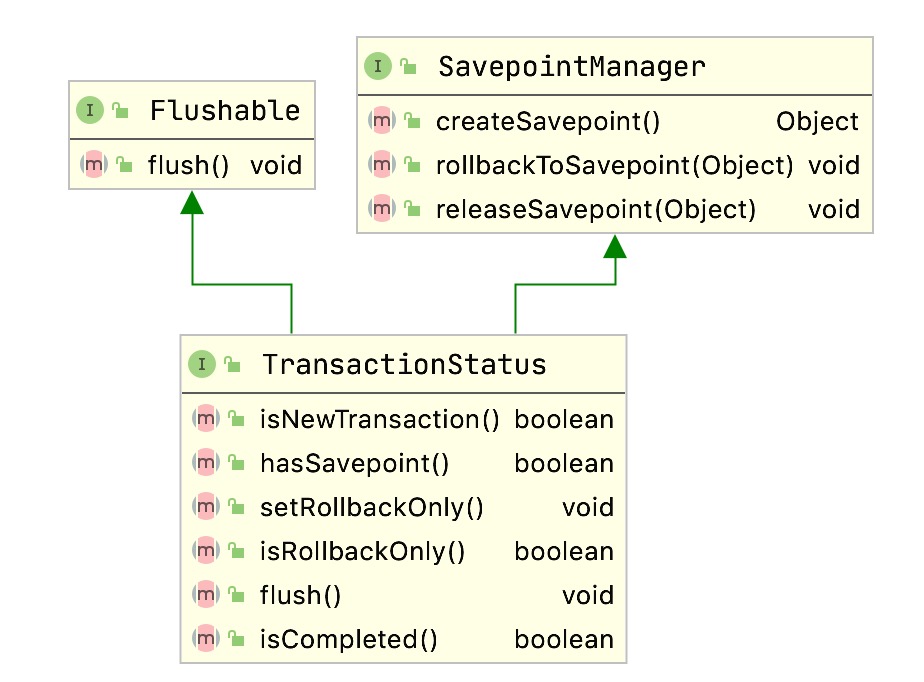 I Flushable
m flush() void
I SavepointManager
m createSavepoint() Object
m rollbackToSavepoint(Object) void
m releaseSavepoint(Object) void
I TransactionStatus
m isNewTransaction() boolean
m hasSavepoint() boolean
m setRollbackOnly() void
m isRollbackOnly() boolean
m flush() void
m isCompleted() boolean